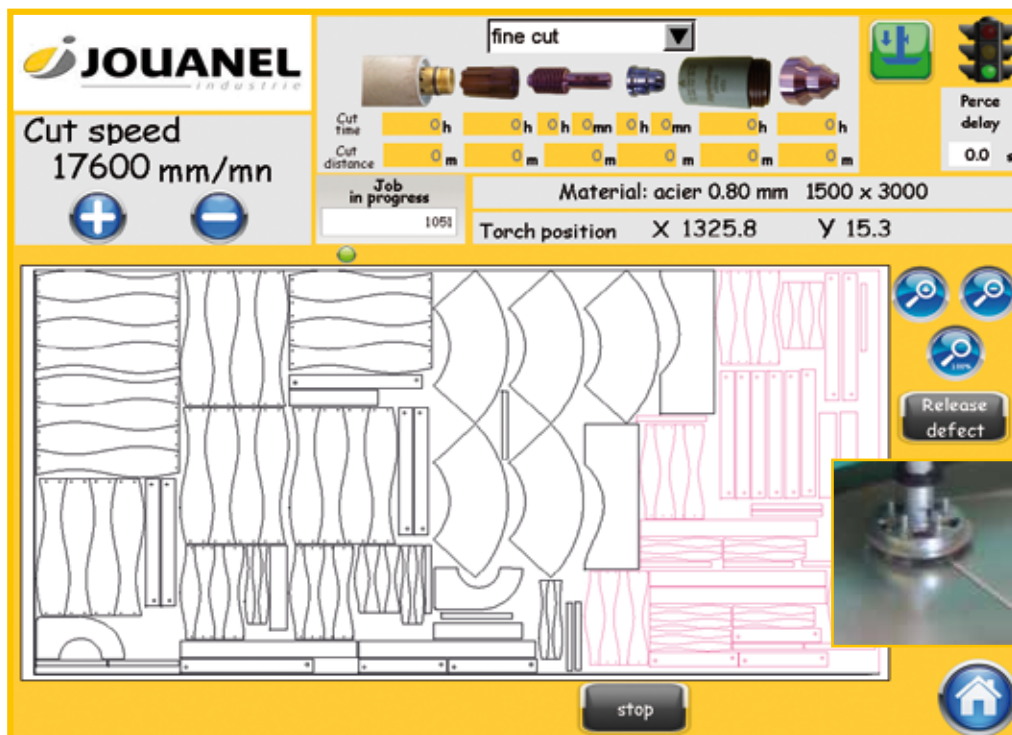 JOUANEL
industrie
fine cut
Cut speed
17600 mm/mn
Cut time
0 h 0 h 0 h 0 mn 0 h 0 mn 0 h 0 h
Cut distance
0 m 0 m 0 m 0 m 0 m 0 m
Perce
delay
0.0 s
Job
in progress
1051
Material: acier 0.80 mm 1500 x 3000
Torch position X 1325.8 Y 15.3
100%
Release
defect
stop